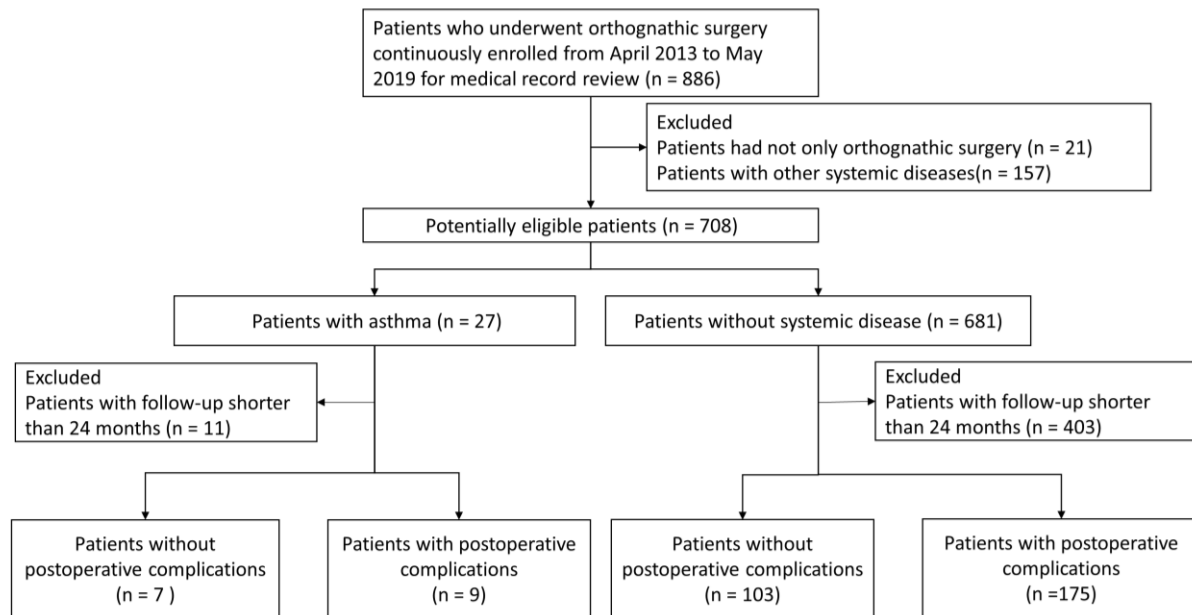 Patients who underwent orthognathic surgery
continuously enrolled from April 2013 to May
2019 for medical record review (n = 886)
Excluded
Patients had not only orthognathic surgery (n = 21)
Patients with other systemic diseases(n = 157)
Potentially eligible patients (n = 708)
Patients with asthma (n = 27)
Patients without systemic disease (n = 681)
Excluded
Patients with follow-up shorter
than 24 months (n = 11)
Excluded
Patients with follow-up shorter
than 24 months (n = 403)
Patients without
postoperative complications
(n = 7 )
Patients with postoperative
complications
(n = 9)
Patients without
postoperative complications
(n = 103)
Patients with postoperative
complications
(n =175)